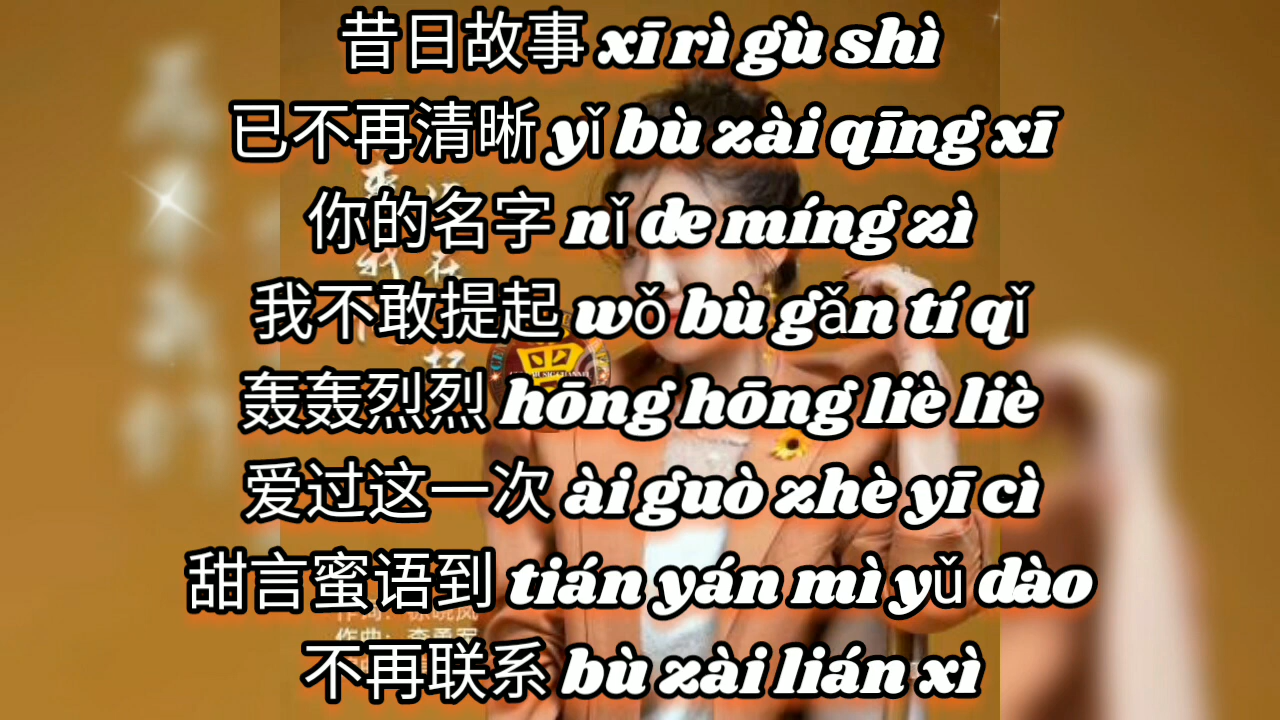 昔日故事 xī rì gù shì
已不再清晰 yǐ bù zài qīng xī
你的名字 nǐ de míng zì
我不敢提起 wǒ bù gǎn tí qǐ
轰轰烈烈 hōng hōng liè liè
爱过这一次 ài guò zhè yī cì
甜言蜜语到 tián yán mì yǔ dào
不再联系 bù zài lián xì